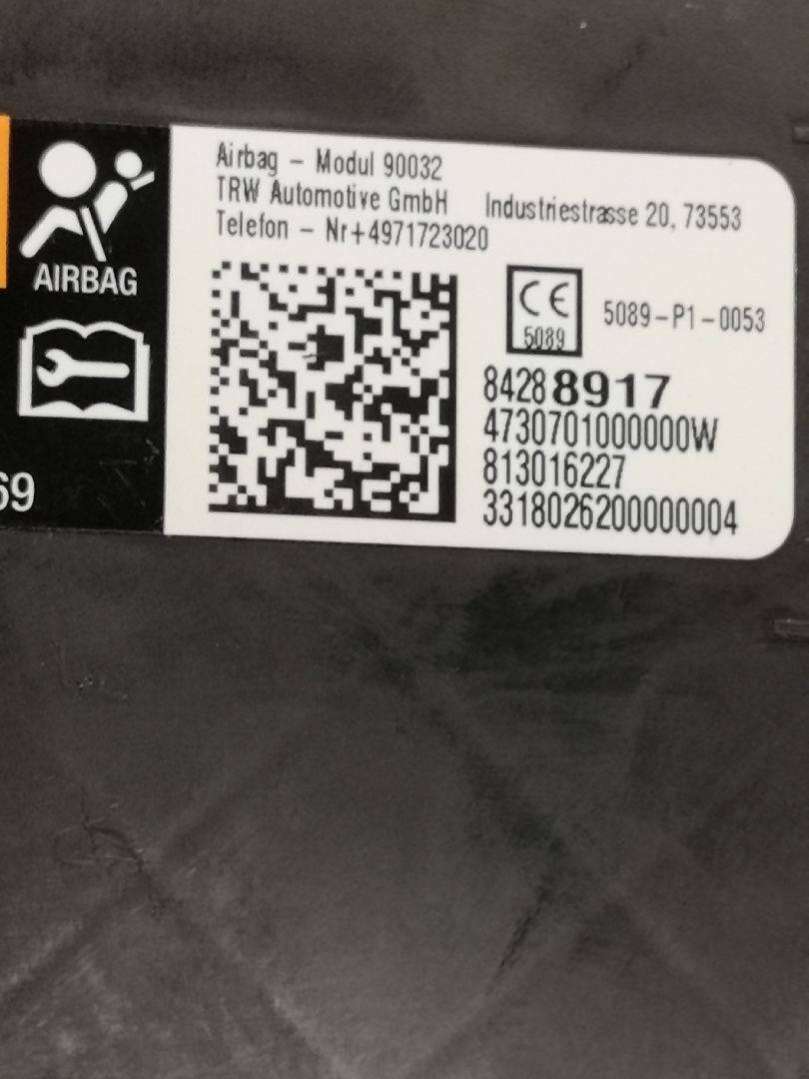 Airbag - Modul 90032
TRW Automotive GmbH Industriestrasse 20, 73553
Telefon - Nr+4971723020
AIRBAG
CE
5089
5089-P1-0053
84288917
4730701000000W
813016227
3318026200000004
69